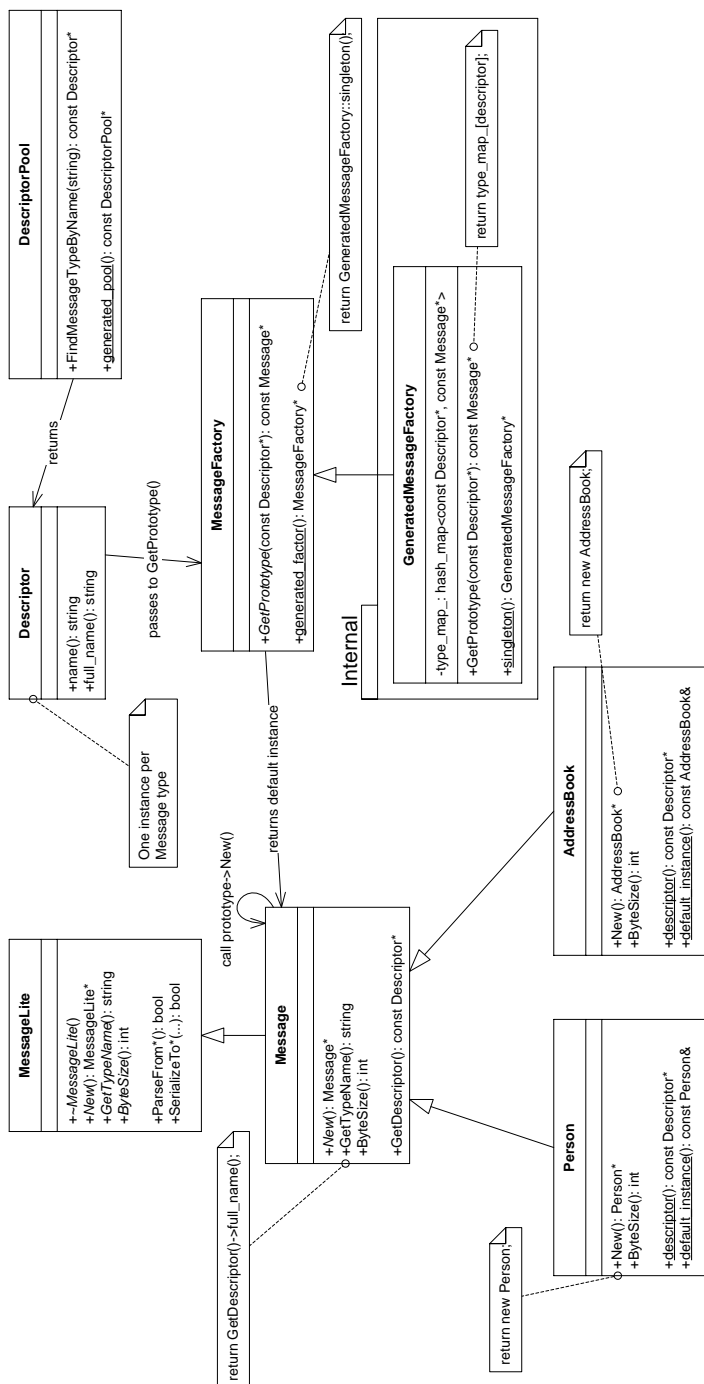 MessageLite
+~MessageLite()
+New(): MessageLite*
+GetTypeName(): string
+ByteSize(): int
+ParseFrom*(): bool
+SerializeTo*(...): bool
One instance per
Message type
Descriptor
+name(): string
+full_name(): string
returns
DescriptorPool
+FindMessageTypeByName(string): const Descriptor*
+generated_pool(): const DescriptorPool*
passes to GetPrototype()
return GetDescriptor()->full_name();
Message
+New(): Message*
+GetTypeName(): string
+ByteSize(): int
+GetDescriptor(): const Descriptor*
call prototype->New()
returns default instance
MessageFactory
+GetPrototype(const Descriptor*): const Message*
+generated_factor(): MessageFactory*
return GeneratedMessageFactory::singleton();
Internal
GeneratedMessageFactory
-type_map_: hash_map<const Descriptor*, const Message*>
+GetPrototype(const Descriptor*): const Message*
+singleton(): GeneratedMessageFactory*
return type_map_[descriptor];
return new Person;
Person
+New(): Person*
+ByteSize(): int
+descriptor(): const Descriptor*
+default_instance(): const Person&
AddressBook
+New(): AddressBook*
+ByteSize(): int
+descriptor(): const Descriptor*
+default_instance(): const AddressBook&
return new AddressBook;